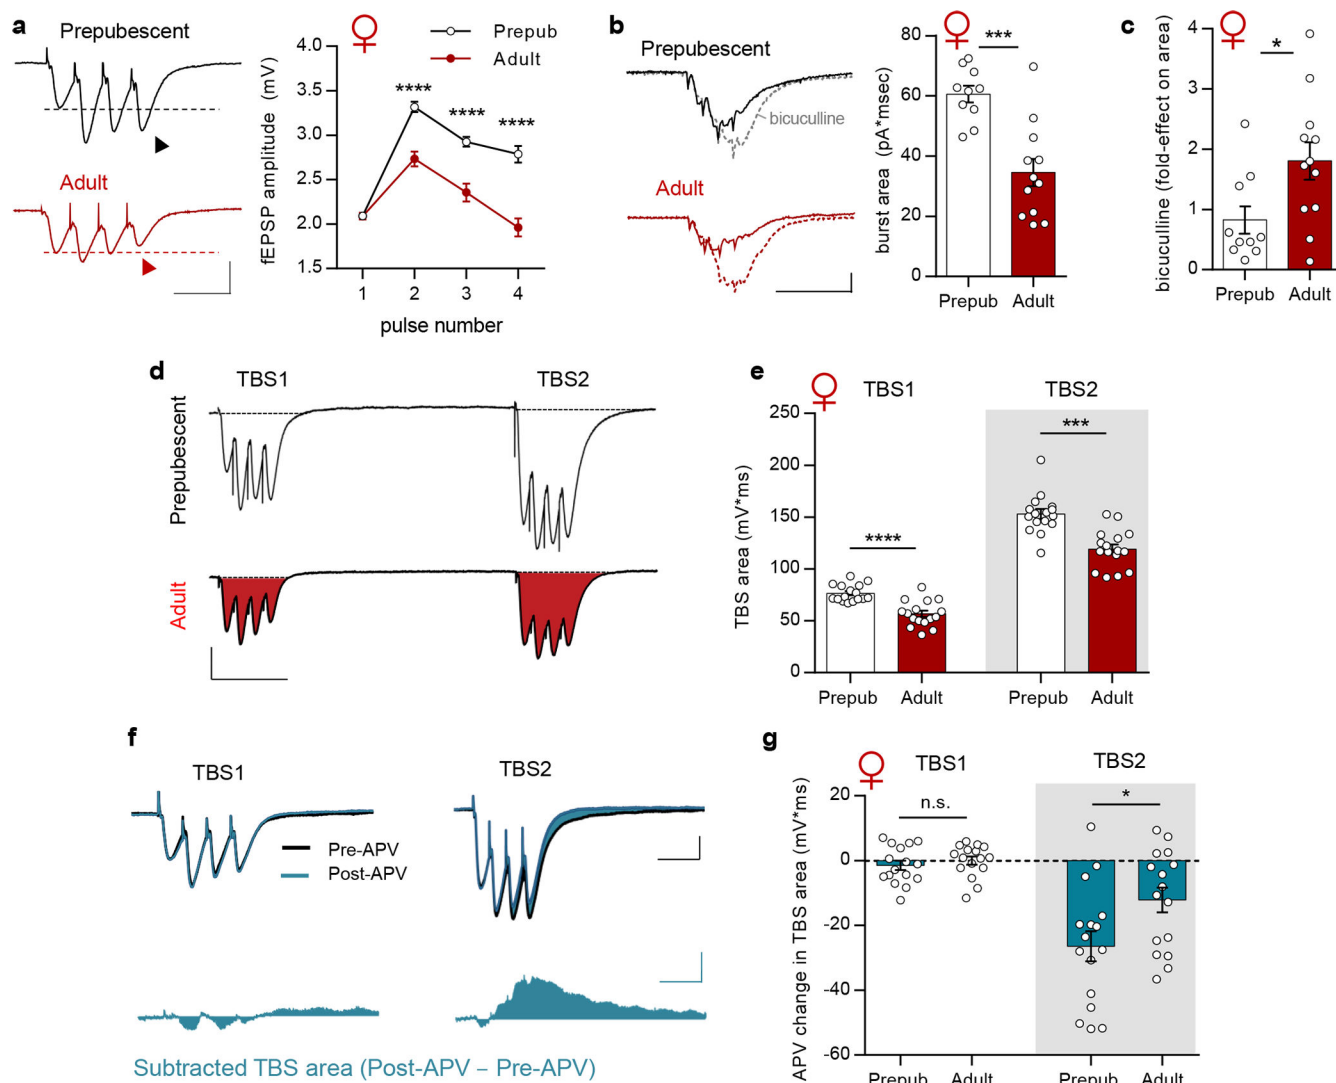 a
Prepubescent
Adult
♀
Prepub
Adult
fEPSP amplitude (mV)
4.0
3.5
3.0
2.5
2.0
1.5
****
****
****
1 2 3 4
pulse number
b
Prepubescent
bicuculline
Adult
♀
***
burst area (pA*msec)
80
60
40
20
0
Prepub Adult
c
♀
*
bicuculline (fold-effect on area)
4
3
2
1
0
Prepub Adult
d
TBS1 TBS2
Prepubescent
Adult
e
♀
TBS1 TBS2
TBS area (mV*ms)
250
200
150
100
50
0
****
***
Prepub Adult Prepub Adult
f
TBS1 TBS2
Pre-APV
Post-APV
Subtracted TBS area (Post-APV – Pre-APV)
g
♀
TBS1 TBS2
APV change in TBS area (mV*ms)
20
0
-20
-40
-60
n.s.
*
Prepub Adult Prepub Adult